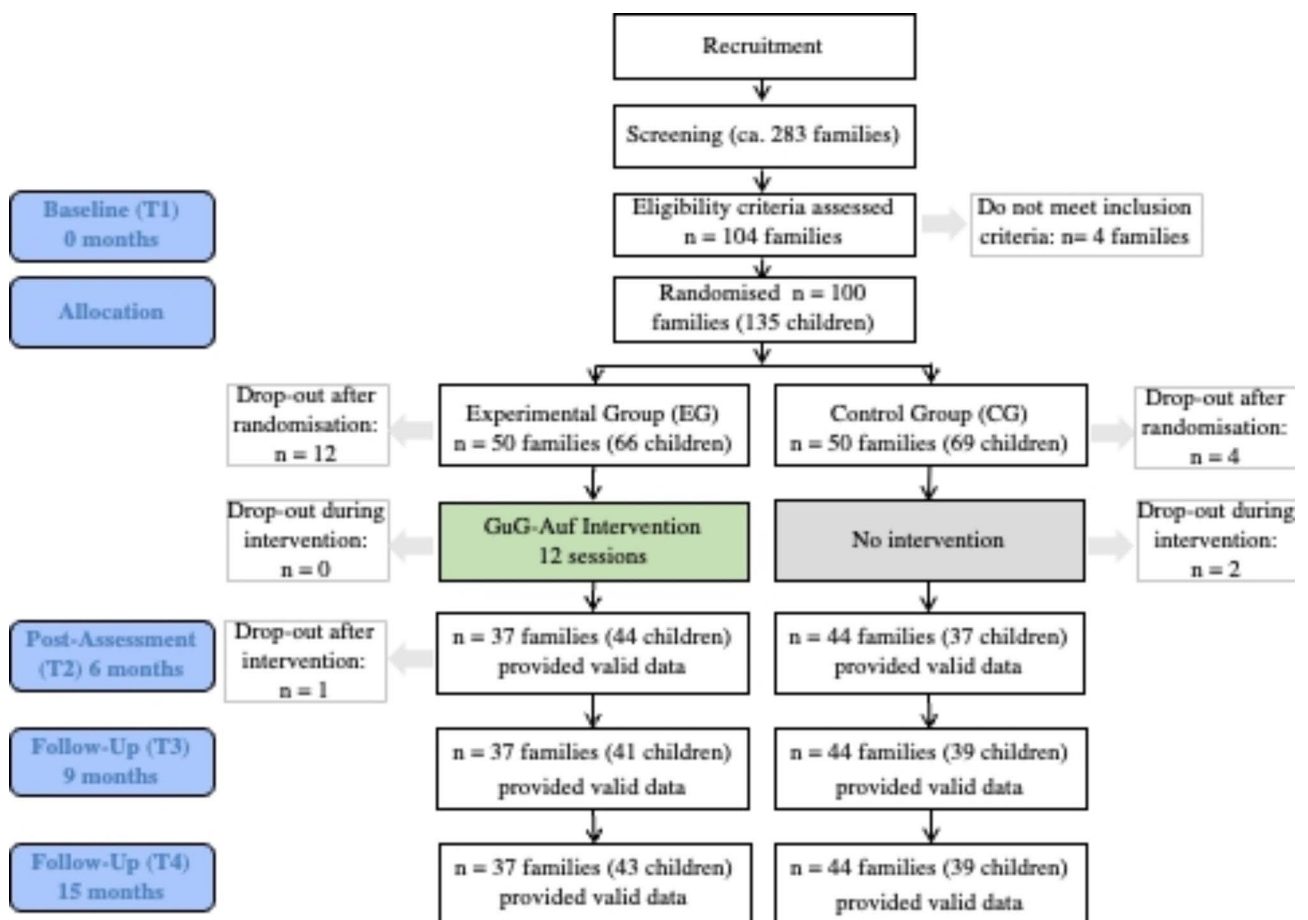 Recruitment
Screening (ca. 283 families)
Baseline (T1)
0 months
Eligibility criteria assessed
n = 104 families
Do not meet inclusion
criteria: n= 4 families
Allocation
Randomised n = 100
families (135 children)
Drop-out after
randomisation:
n = 12
Experimental Group (EG)
n = 50 families (66 children)
Control Group (CG)
n = 50 families (69 children)
Drop-out after
randomisation:
n = 4
Drop-out during
intervention:
n = 0
GuG-Auf Intervention
12 sessions
No intervention
Drop-out during
intervention:
n = 2
Post-Assessment
(T2) 6 months
Drop-out after
intervention:
n = 1
n = 37 families (44 children)
provided valid data
n = 44 families (37 children)
provided valid data
Follow-Up (T3)
9 months
n = 37 families (41 children)
provided valid data
n = 44 families (39 children)
provided valid data
Follow-Up (T4)
15 months
n = 37 families (43 children)
provided valid data
n = 44 families (39 children)
provided valid data